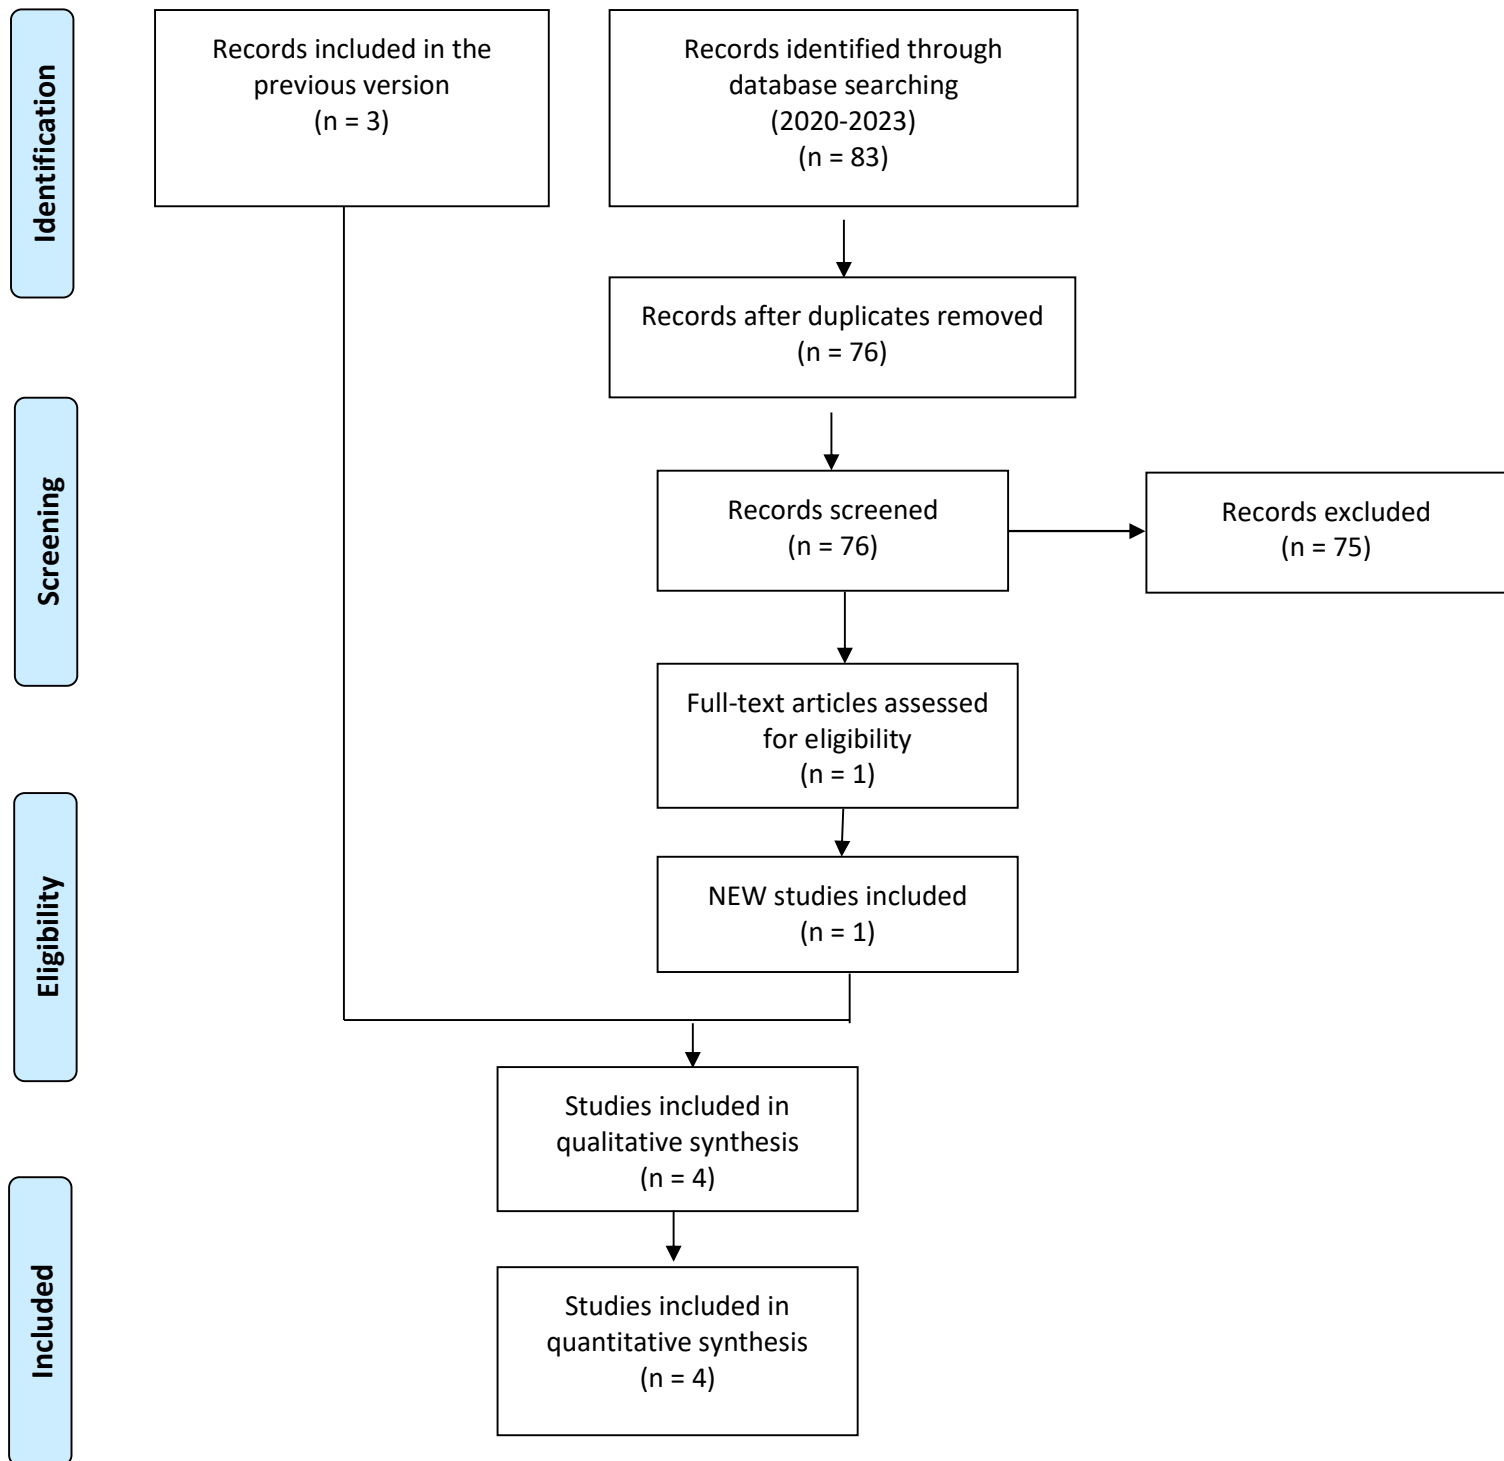 Identification
Records included in the
previous version
(n = 3)
Records identified through
database searching
(2020-2023)
(n = 83)
Records after duplicates removed
(n = 76)
Screening
Records screened
(n = 76)
Records excluded
(n = 75)
Full-text articles assessed
for eligibility
(n = 1)
Eligibility
NEW studies included
(n = 1)
Studies included in
qualitative synthesis
(n = 4)
Included
Studies included in
quantitative synthesis
(n = 4)